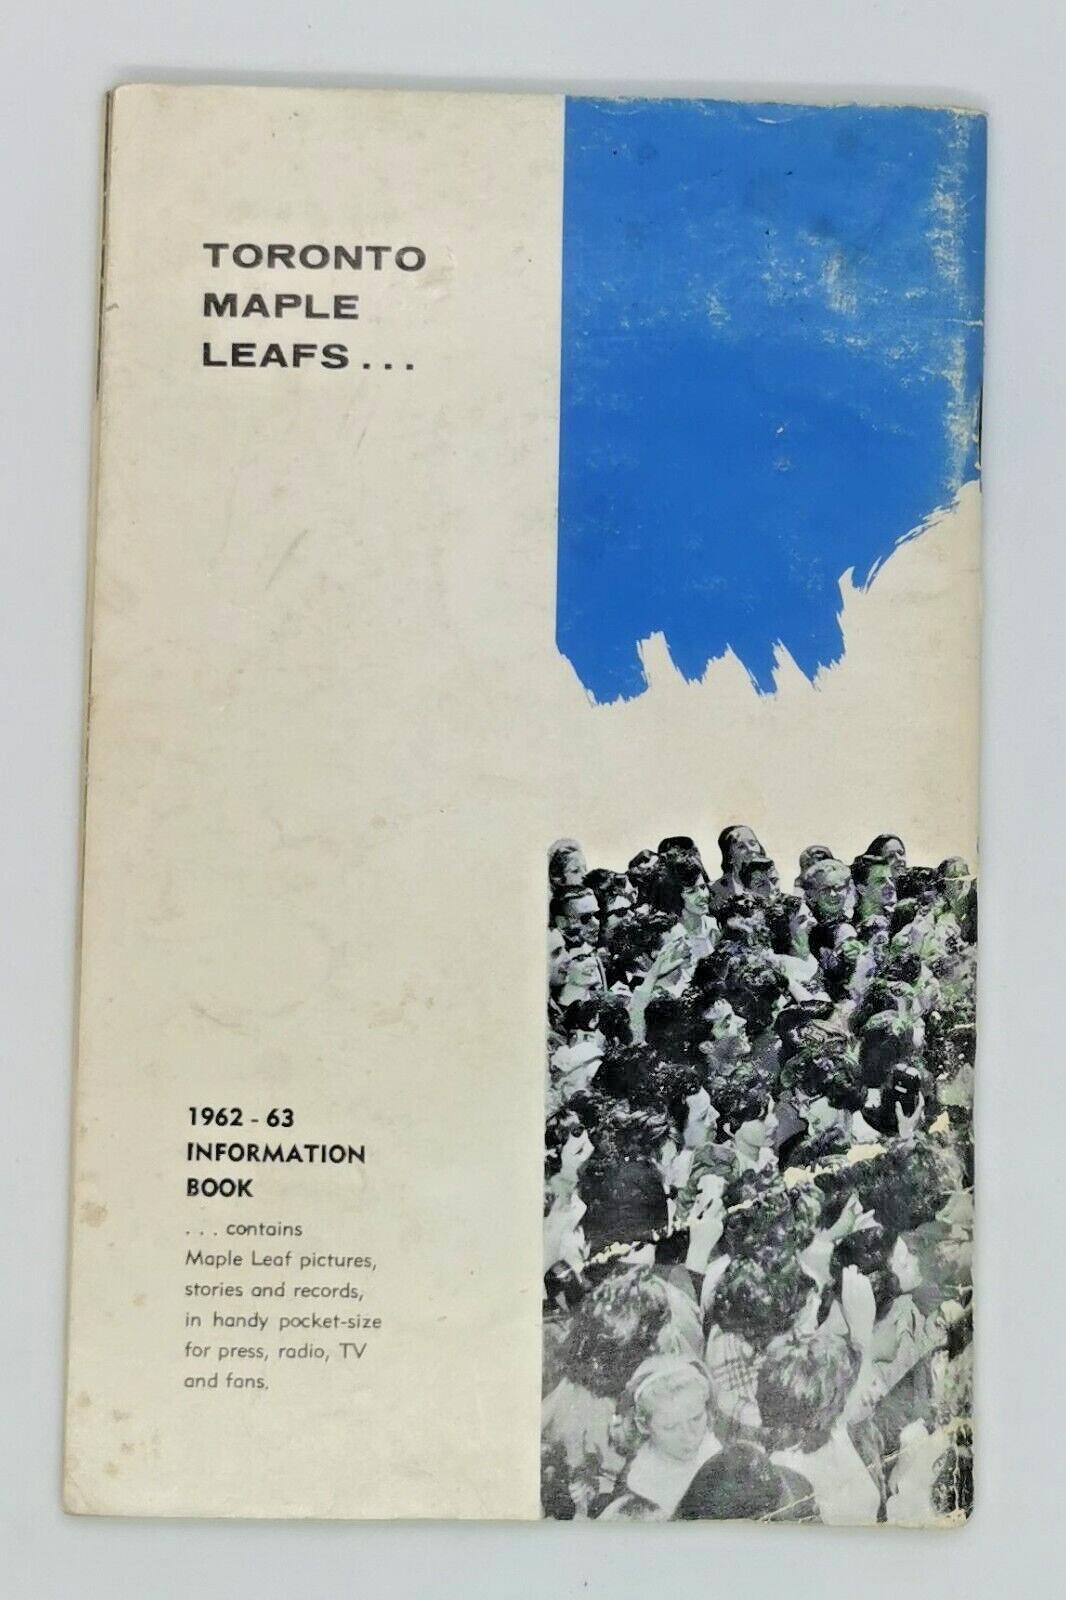 TORONTO
MAPLE
LEAFS...
1962 - 63
INFORMATION
BOOK
... contains
Maple Leaf pictures,
stories and records,
in handy pocket-size
for press, radio, TV
and fans.